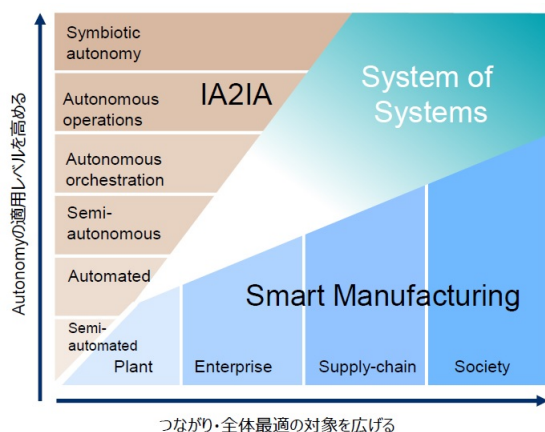 Symbiotic
autonomy
Autonomous
operations
Autonomous
orchestration
Semi-
autonomous
Automated
Semi-
automated
IA2IA
System of
Systems
Smart Manufacturing
Plant
Enterprise
Supply-chain
Society
Autonomyの適用レベルを高める
つながり・全体最適の対象を広げる